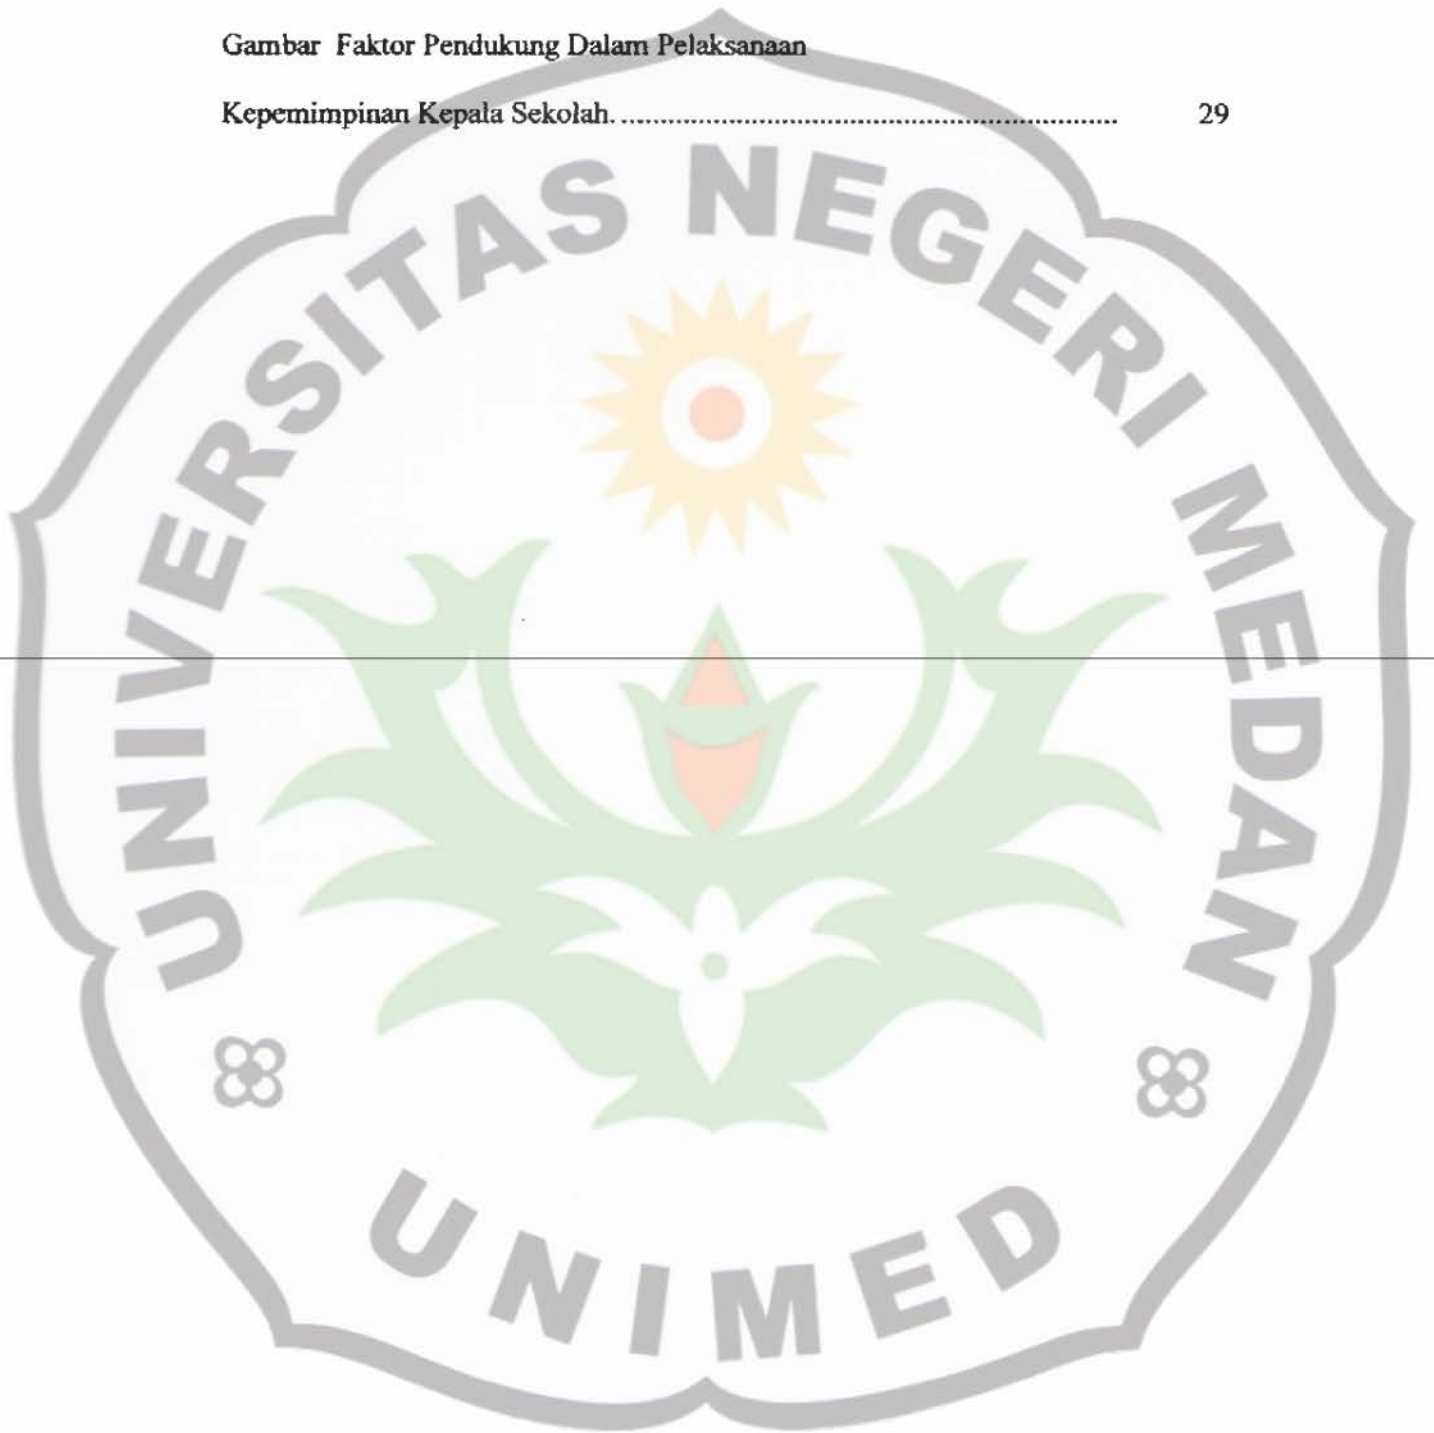 Gambar Faktor Pendukung Dalam Pelaksanaan
Kepemimpinan Kepala Sekolah. ................................................................ 29
UNIVERSITAS NEGERI MEDAN
UNIMED